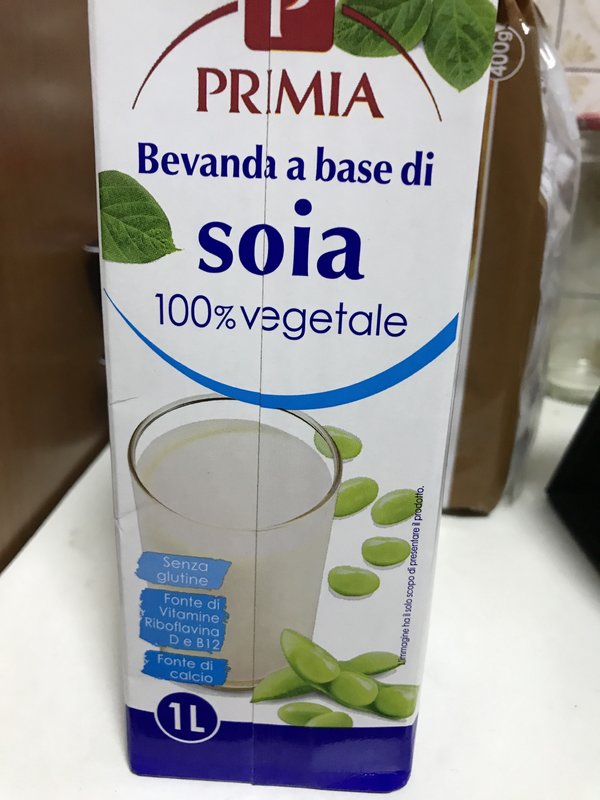 P
PRIMIA
Bevanda a base di
soia
100% vegetale
Senza
glutine
Fonte di
Vitamine
Riboflavina
D e B12
Fonte di
calcio
1L
L'immagine ha il solo scopo di presentare il prodotto.
400g